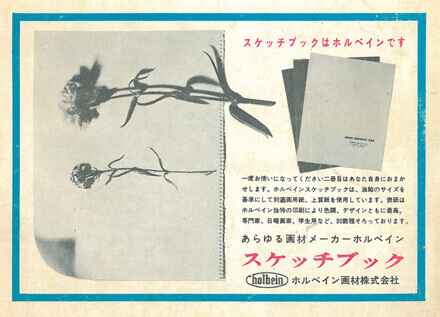 スケッチブックはホルベインです
一度お使いになってください二冊目はあなた自身におまか
せします。ホルベインスケッチブックは、油絵のサイズを
基準にして別漉画用紙、上質紙を使用しています。表紙は
ホルベイン独特の印刷により色調、デザインともに最高。
専門家、日曜画家、学生用など、30数種そろっております。
あらゆる画材メーカーホルベイン
スケッチブック
holbein ホルベイン画材株式会社